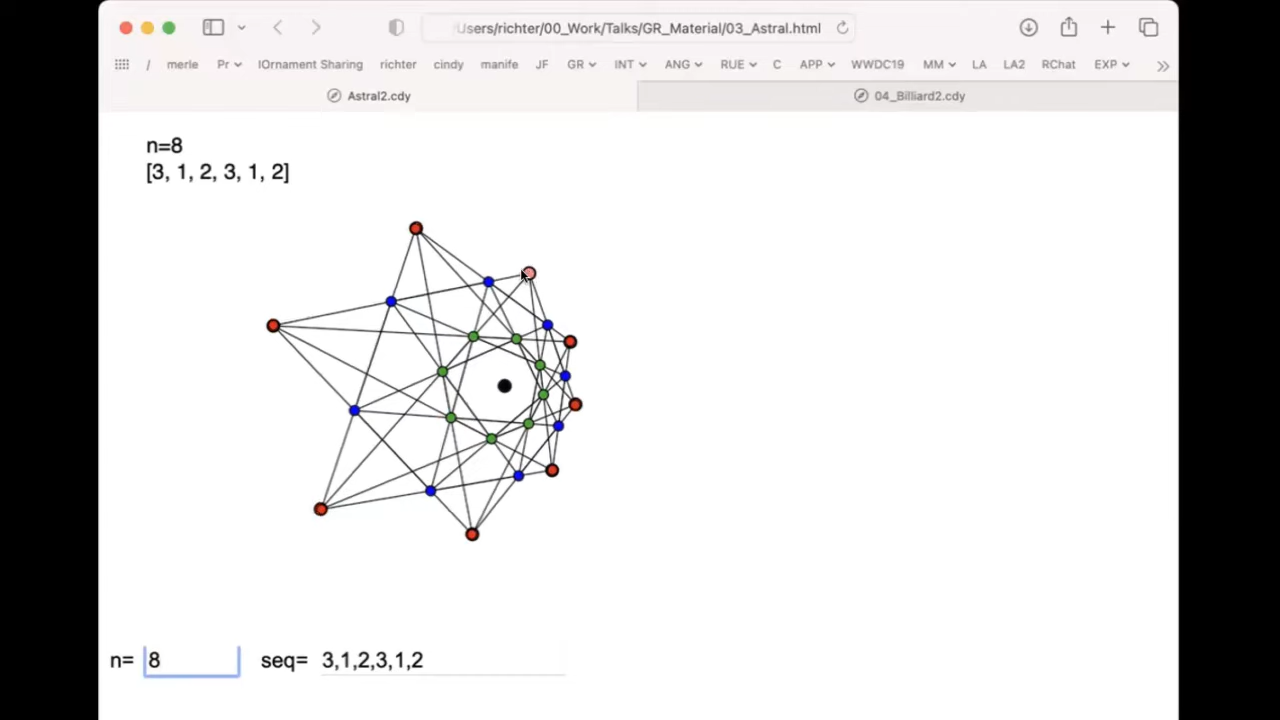 Users/richter/00_Work/Talks/GR_Material/03_Astral.html
/ merle Pr IOrnament Sharing richter cindy manife JF GR INT ANG RUE C APP WWDC19 MM LA LA2 RChat EXP
Astral2.cdy 04_Billiard2.cdy
n=8
[3, 1, 2, 3, 1, 2]
n= 8 seq= 3,1,2,3,1,2